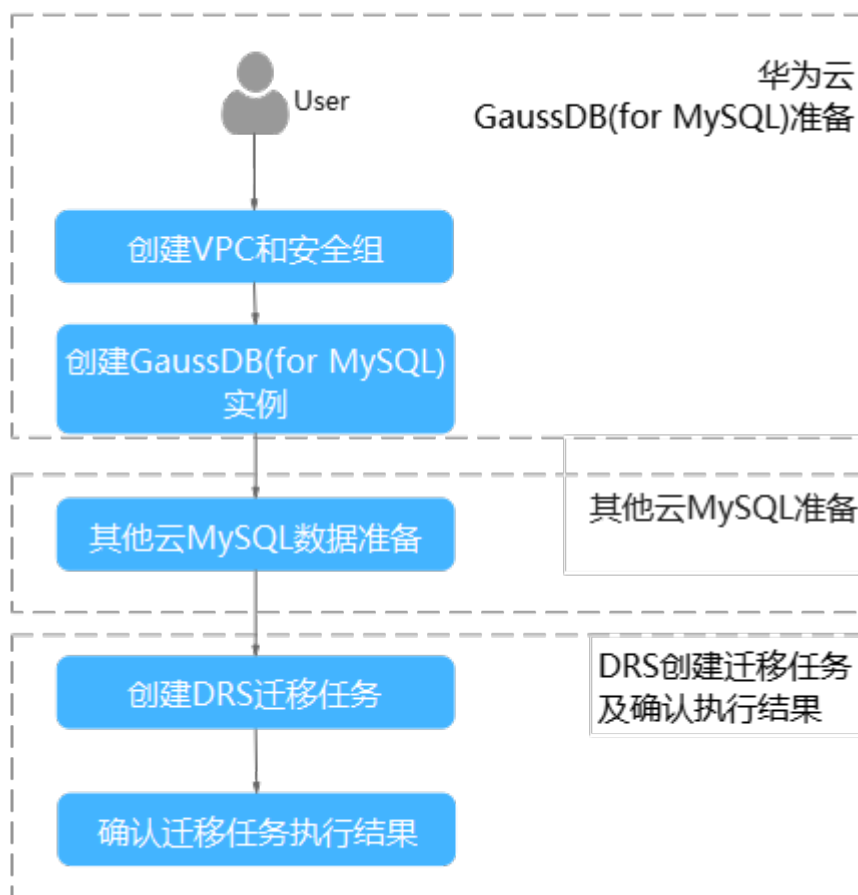 华为云
GaussDB(for MySQL)准备
User
创建VPC和安全组
创建GaussDB(for MySQL)
实例
其他云MySQL准备
其他云MySQL数据准备
DRS创建迁移任务
及确认执行结果
创建DRS迁移任务
确认迁移任务执行结果